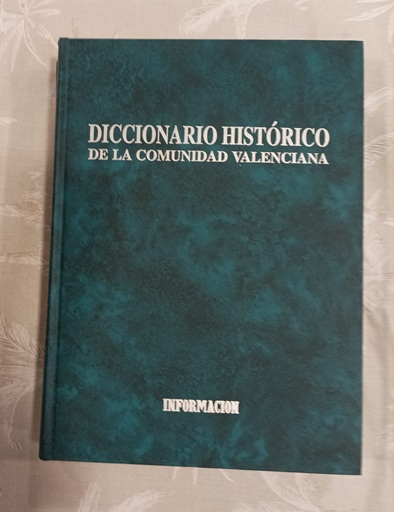 DICCIONARIO HISTÓRICO
DE LA COMUNIDAD VALENCIANA
INFORMACION